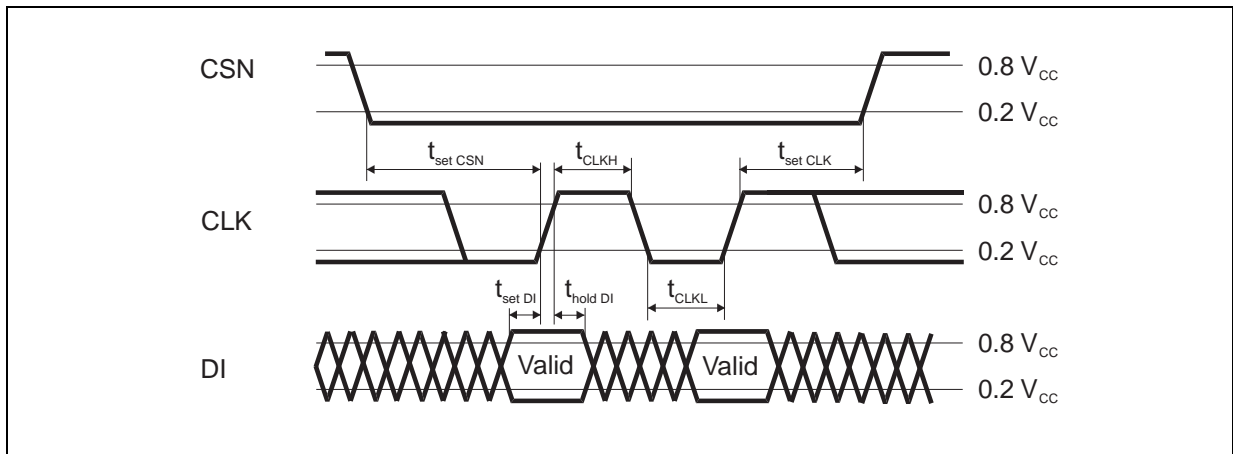 CSN
0.8 VCC
0.2 VCC
tset CSN
tCLKH
tset CLK
CLK
0.8 VCC
0.2 VCC
tset DI
thold DI
tCLKL
DI
Valid
Valid
0.8 VCC
0.2 VCC